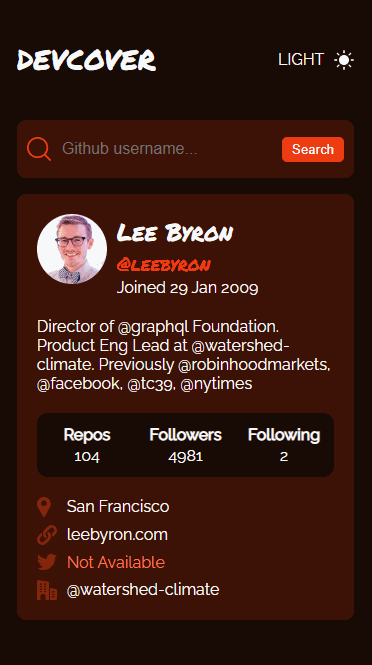 DEVCOVER
LIGHT
Github username...
Search
Lee Byron
@leebyron
Joined 29 Jan 2009
Director of @graphql Foundation.
Product Eng Lead at @watershed-
climate. Previously @robinhoodmarkets,
@facebook, @tc39, @nytimes
Repos Followers Following
104 4981 2
San Francisco
leebyron.com
Not Available
@watershed-climate